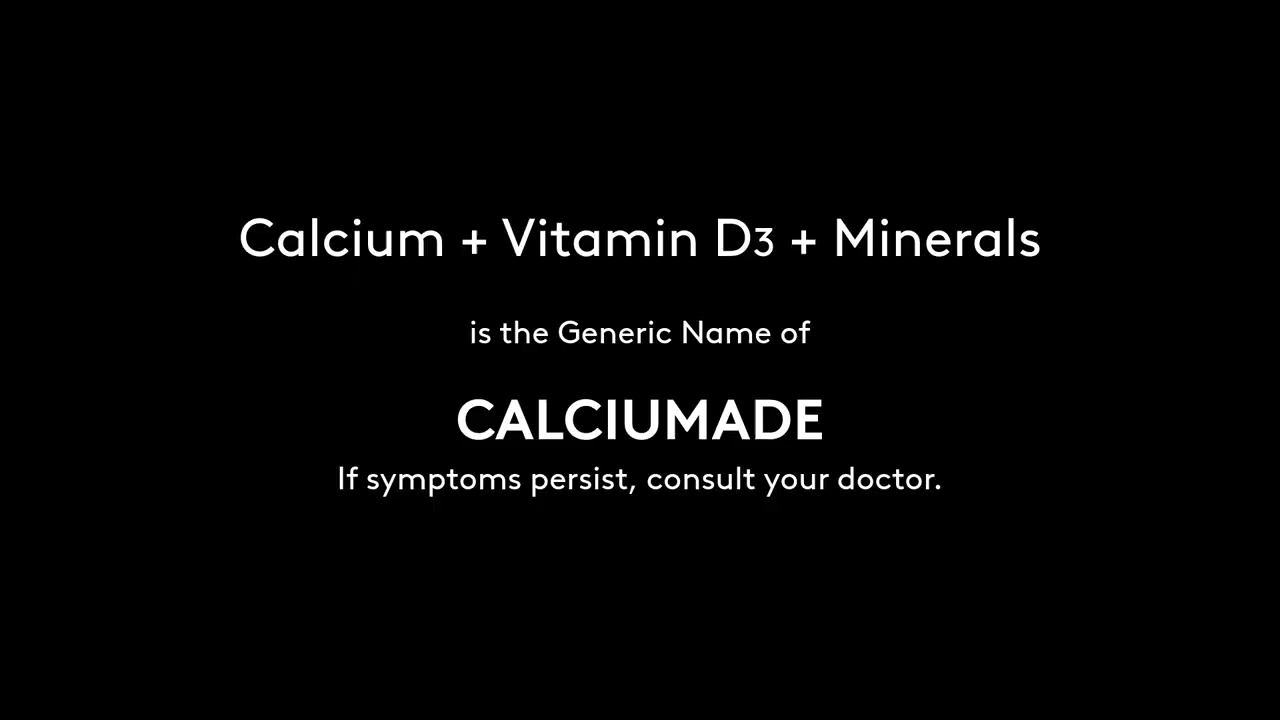 Calcium + Vitamin D3 + Minerals
is the Generic Name of
CALCIUMADE
If symptoms persist, consult your doctor.